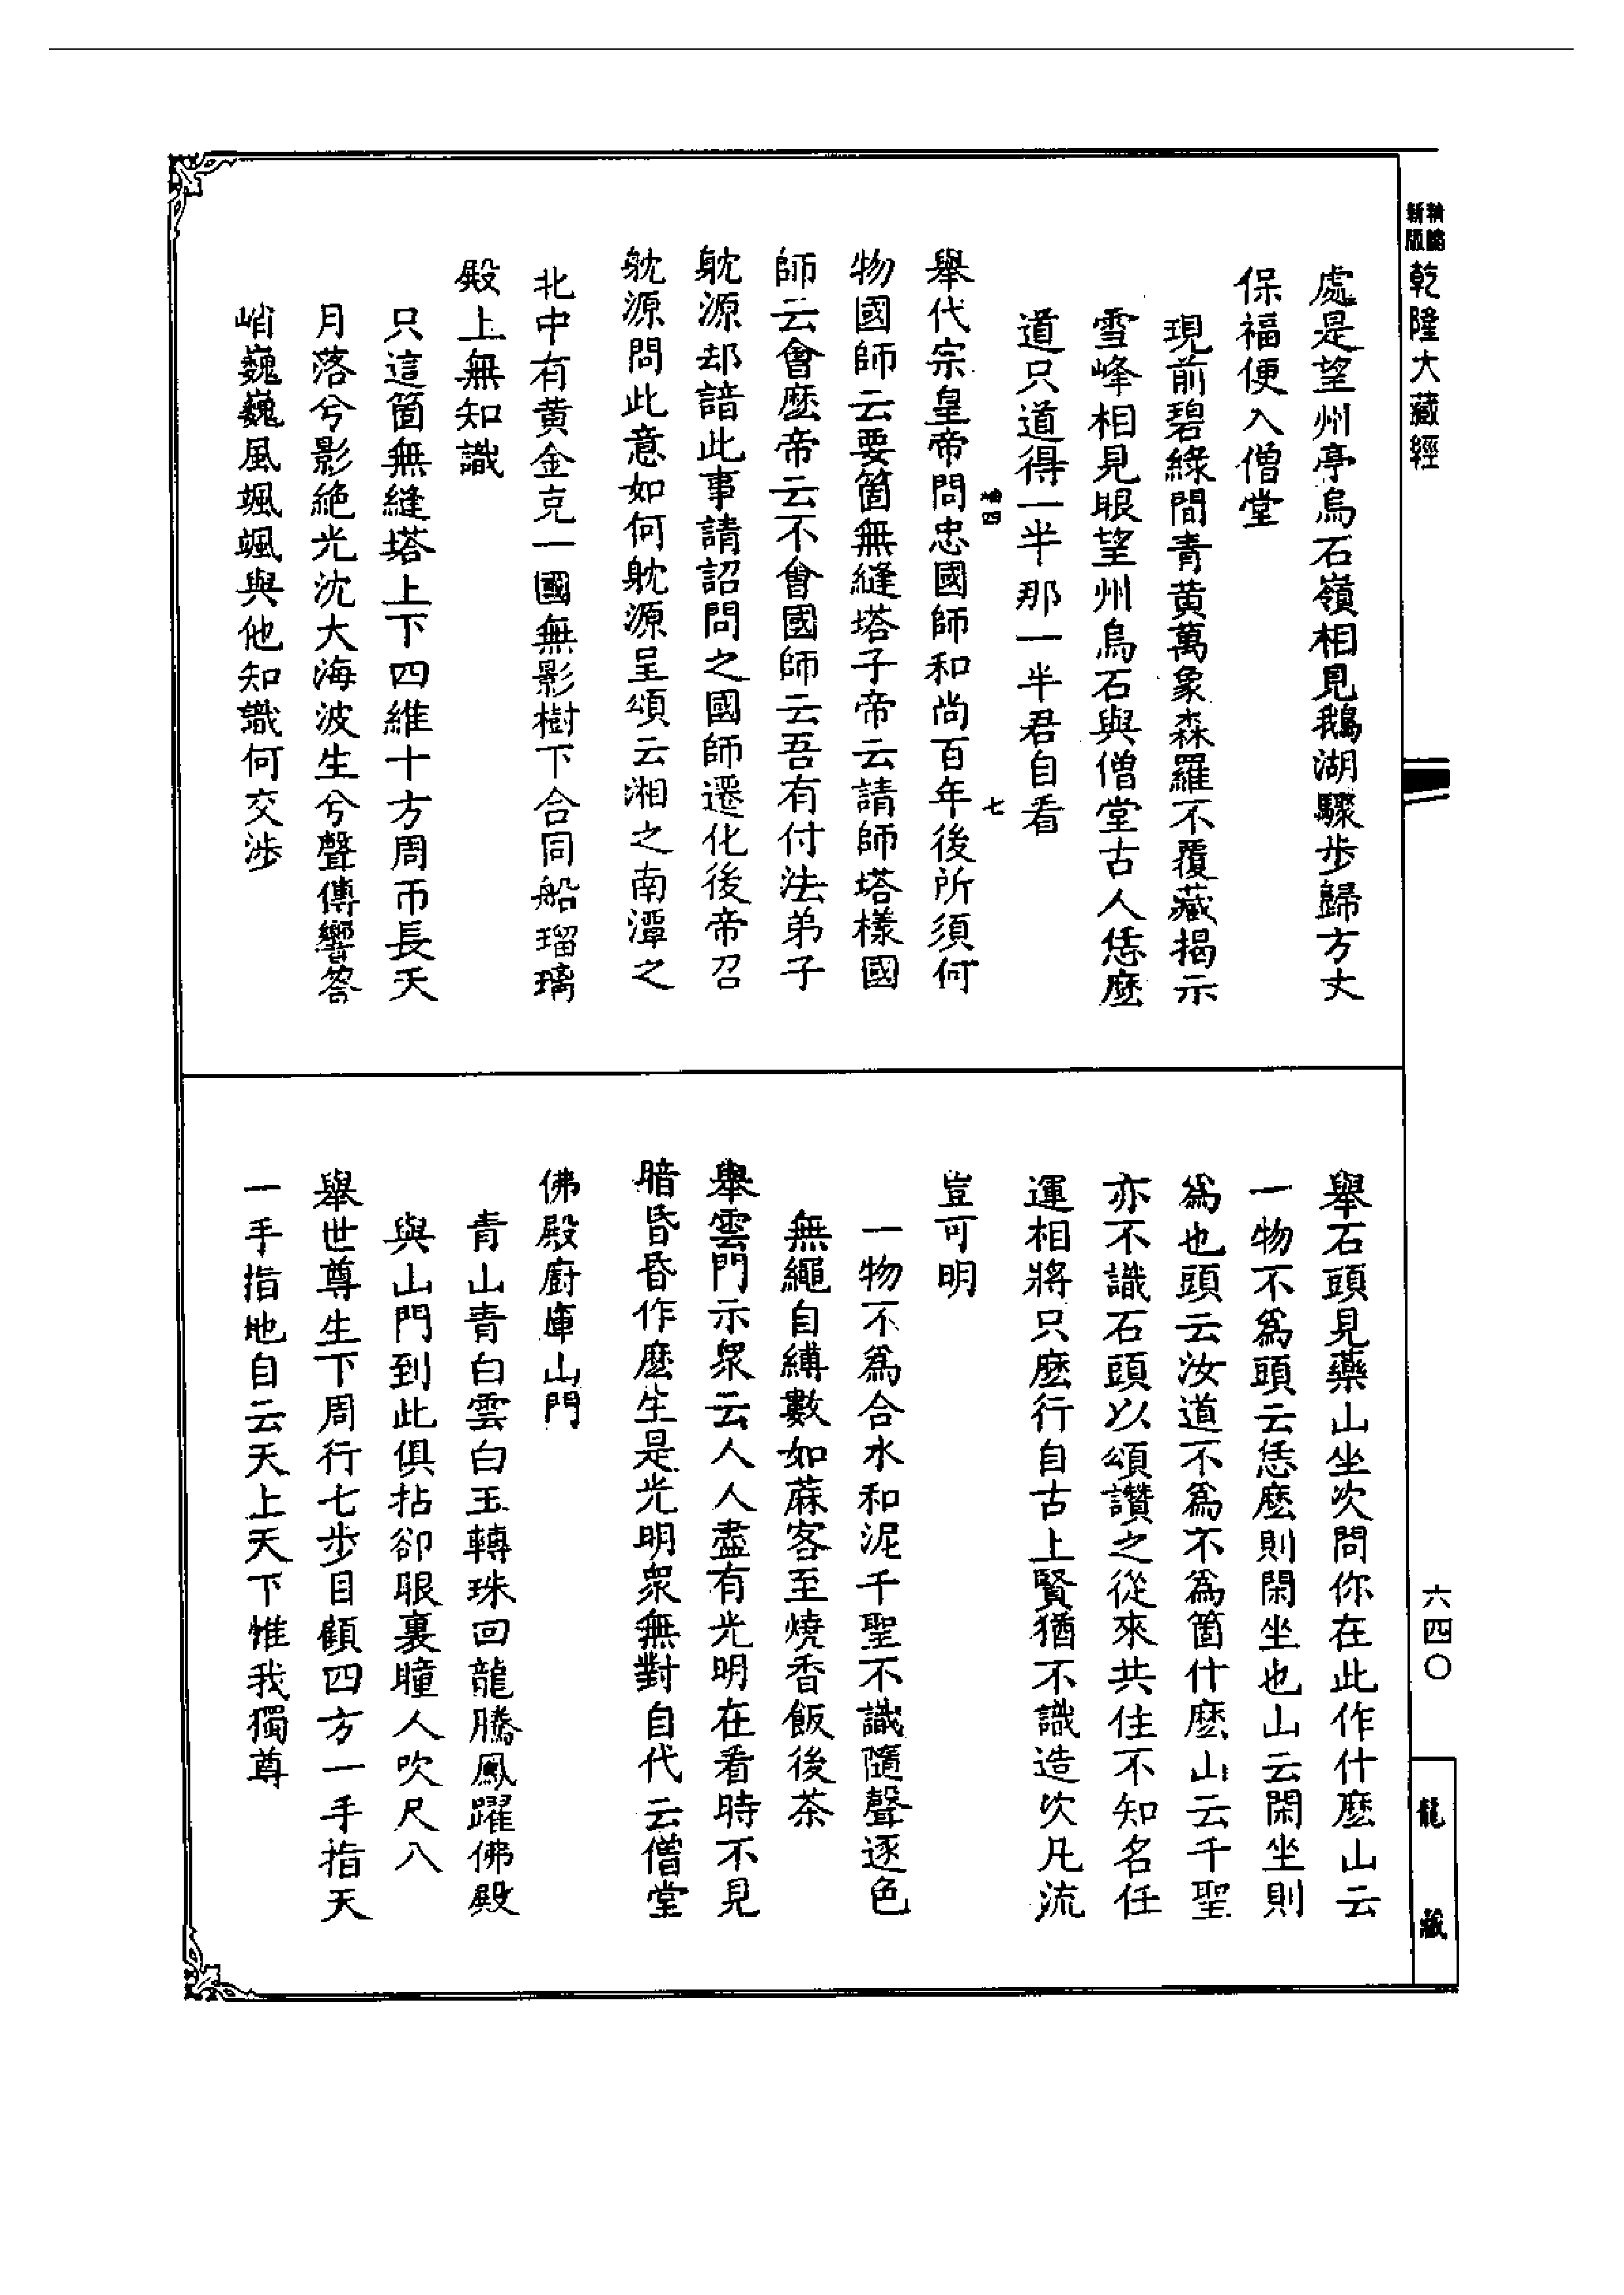 新版
乾隆大藏經
處是望州亭烏石嶺相見鵝湖驟步歸方丈
保福便入僧堂
現前碧綠間青黃萬象森羅不覆藏揭示
雪峰相見眼望州烏石與僧堂古人恁麼
道只道得一半那一半君自看
四
七
舉代宗皇帝問忠國師和尚百年後所須何
物國師云要箇無縫塔子帝云請師塔樣國
師云會麼帝云不會國師云吾有付法弟子
躭源却諳此事請詔問之國師遷化後帝召
躭源問此意如何躭源呈頌云湘之南潭之
北中有黃金充一國無影樹下合同船瑠璃
殿上無知識
只這箇無縫塔上下四維十方周帀長天
月落兮影絕光沈大海波生兮聲傳響答
峭巍巍風颯颯與他知識何交涉
舉石頭見藥山坐次問你在此作什麼山云
一物不為頭云恁麼則閑坐也山云閑坐則
為也頭云汝道不為不為箇什麼山云千聖
亦不識石頭以頌讚之從來共住不知名任
運相將只麼行自古上賢猶不識造次凡流
豈可明
一物不為合水和泥千聖不識隨聲逐色
無繩自縛數如蔴客至燒香飯後茶
舉雲門示眾云人人盡有光明在看時不見
暗昏昏作麼生是光明眾無對自代云僧堂
佛殿廚庫山門
青山青白雲白玉轉珠回龍騰鳳躍佛殿
與山門到此俱拈卻眼裏瞳人吹尺八
舉世尊生下周行七步目顧四方一手指天
一手指地自云天上天下惟我獨尊
六四〇
龍藏